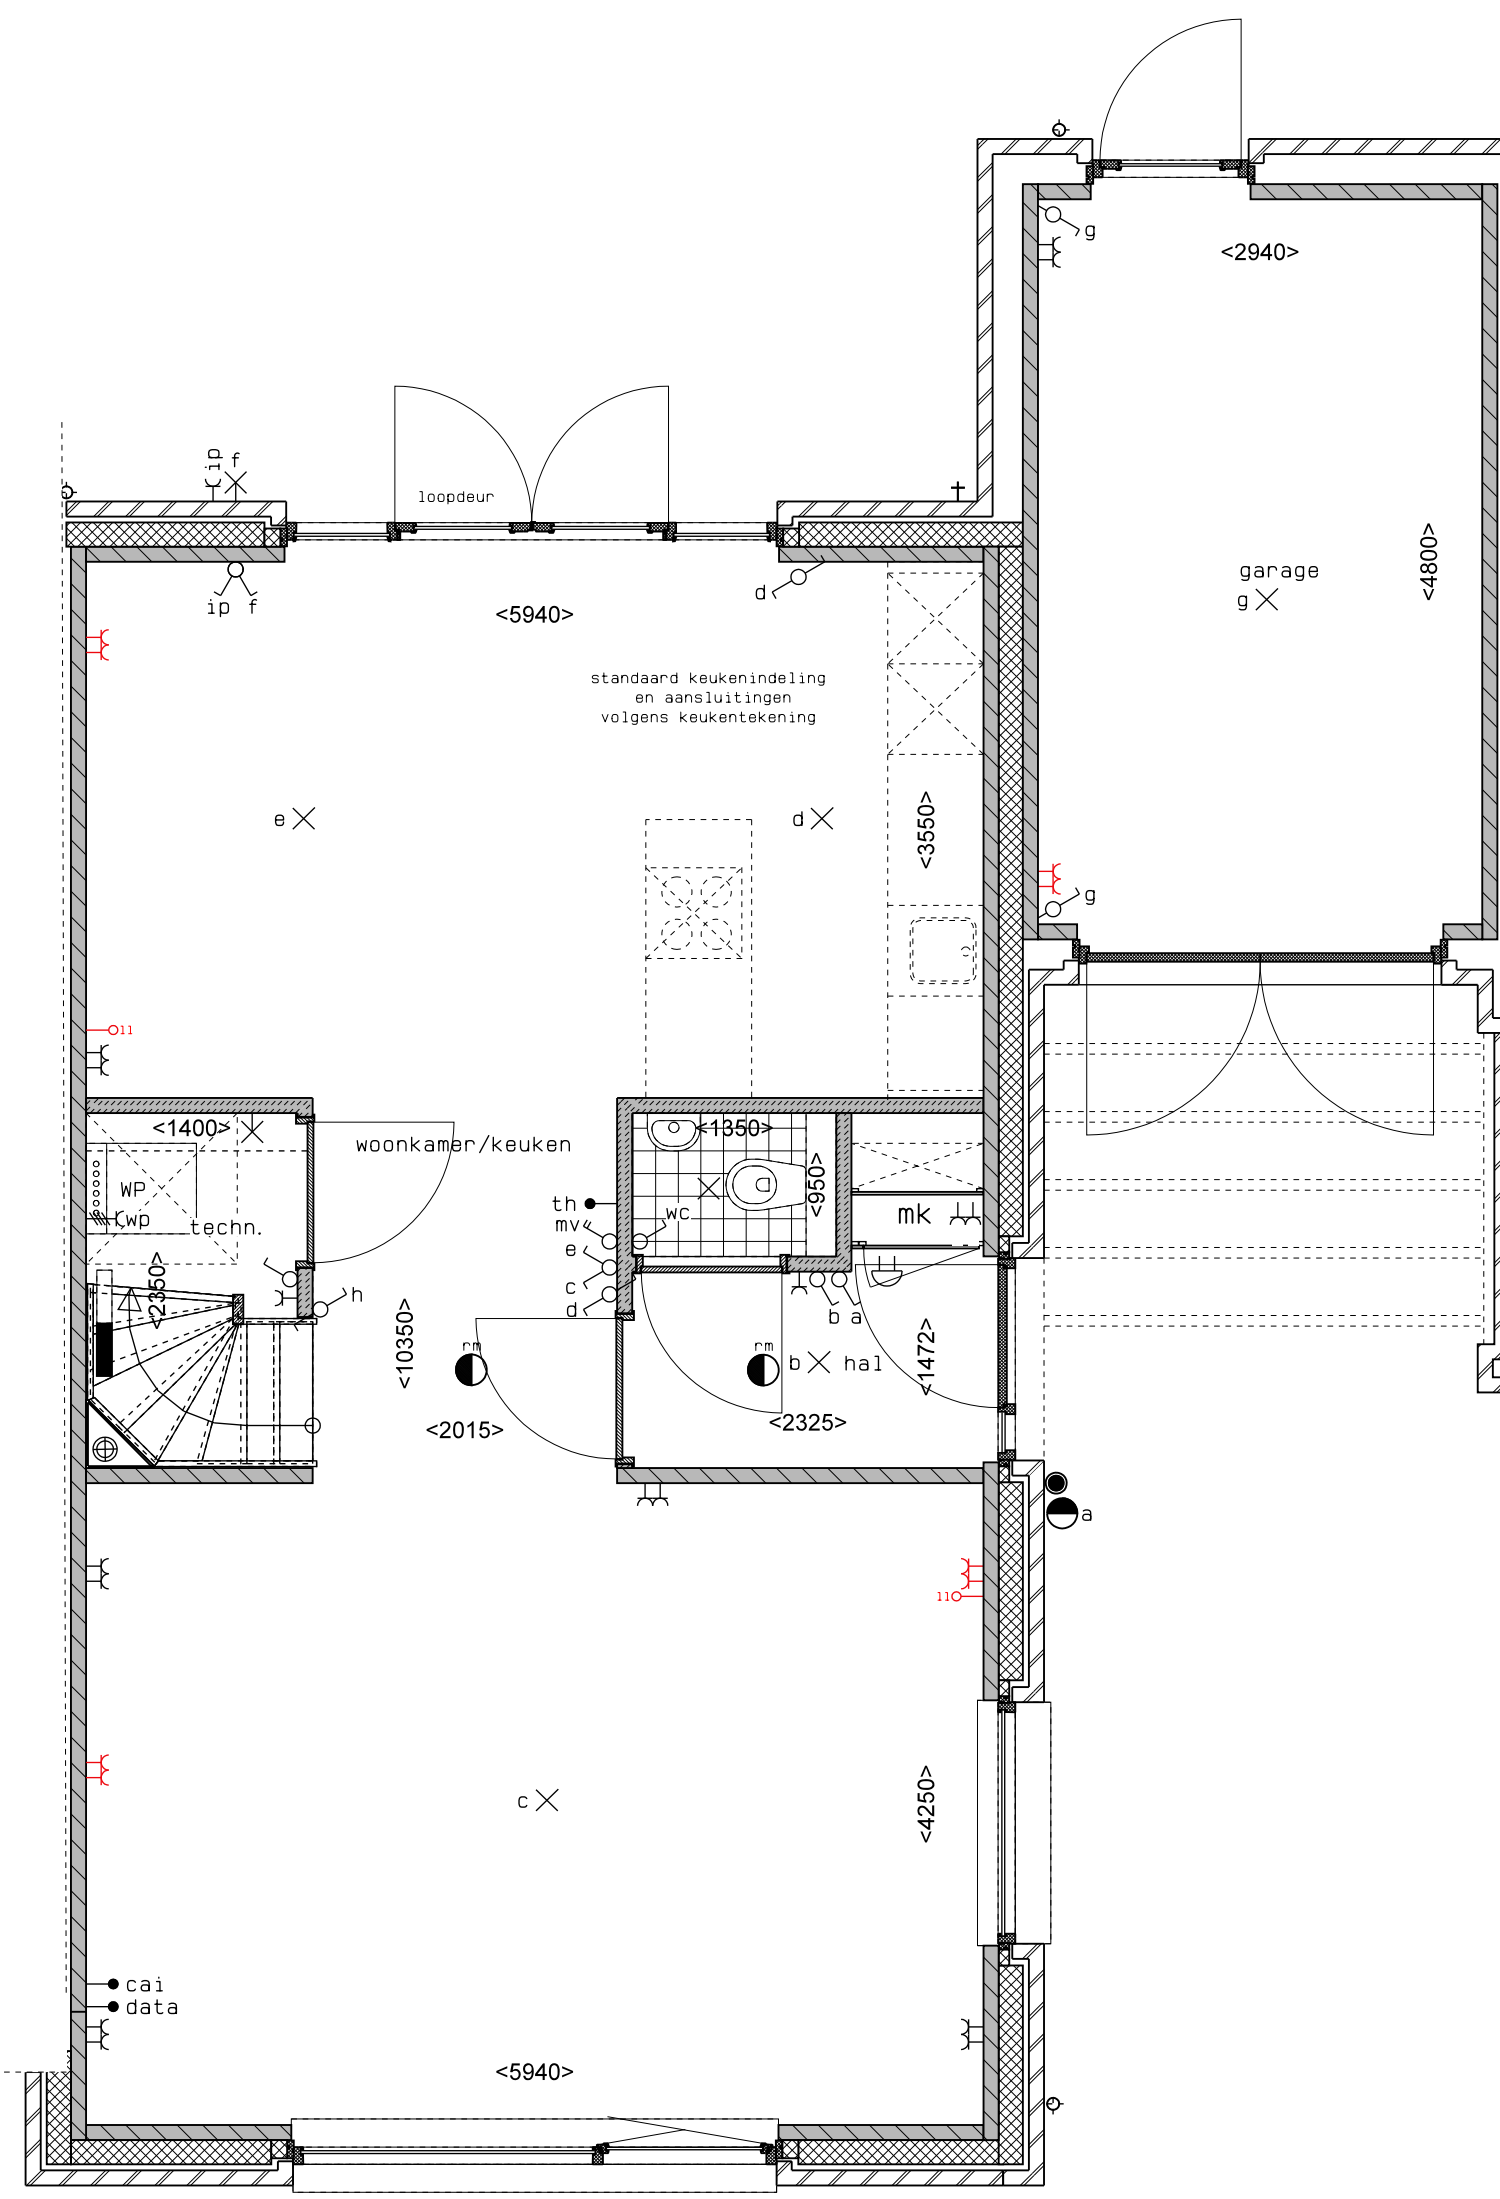 g
<2940>
ip
f
loopdeur
<4800>
garage
g
ip f
d
<5940>
standaard keukenindeling
en aansluitingen
volgens keukentekening
e
d
<3550>
g
ll
<1400>
woonkamer/keuken
<1350>
WP
wp
techn.
<950>
th
mv
wc
mk
e
c
d
<2350>
h
b a
<10350>
rm
rm
b
hal
<1472>
<2015>
<2325>
a
ll
c
<4250>
cai
data
<5940>